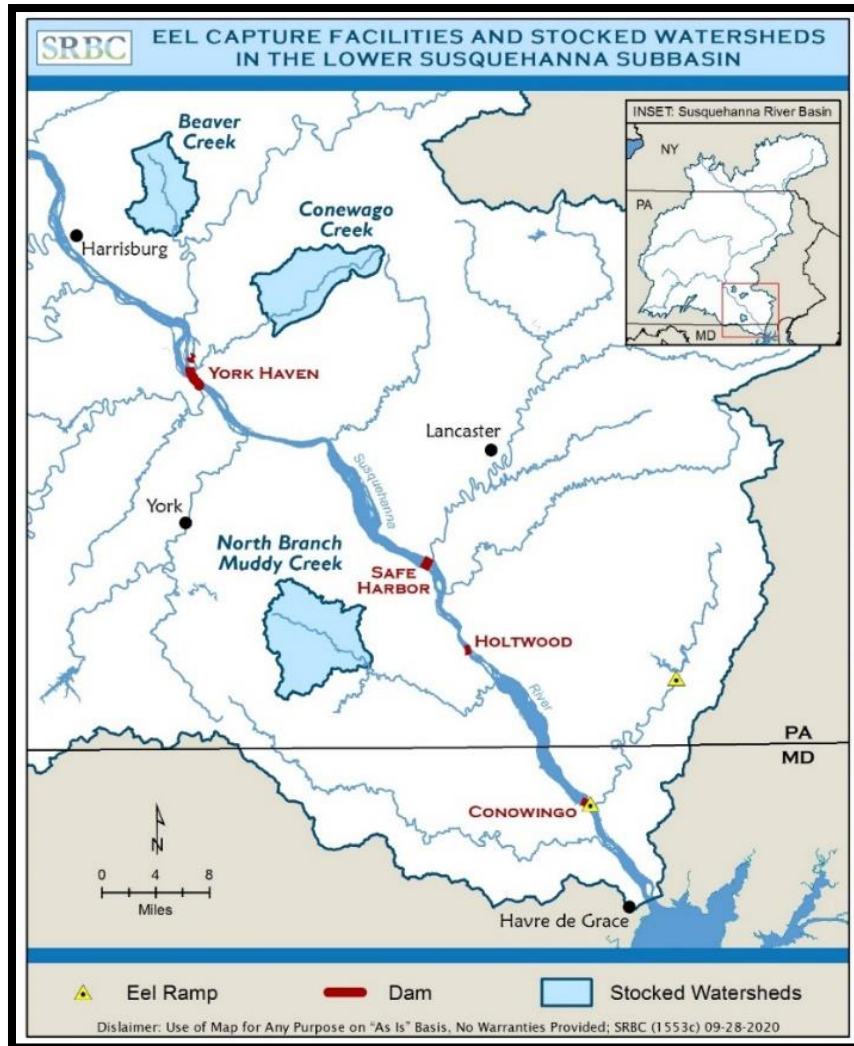 SRBC
EEL CAPTURE FACILITIES AND STOCKED WATERSHEDS
IN THE LOWER SUSQUEHANNA SUBBASIN
INSET: Susquehanna River Basin
NY
PA
MD
Beaver
Creek
Harrisburg
Conewago
Creek
YORK HAVEN
Lancaster
Susquehanna
York
North Branch
Muddy Creek
SAFE
HARBOR
HOLTWOOD
River
PA
MD
CONOWINGO
N
0 4 8
Miles
Havre de Grace
Eel Ramp
Dam
Stocked Watersheds
Dislaimer: Use of Map for Any Purpose on "As Is" Basis, No Warranties Provided; SRBC (1553c) 09-28-2020